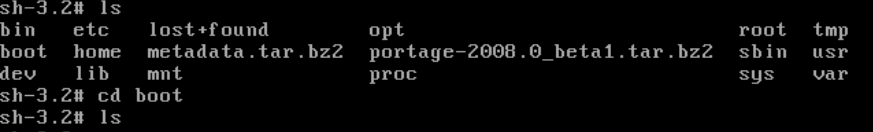 sh-3.2# ls
bin   etc   lost+found   opt   root   tmp
boot   home   metadata.tar.bz2   portage-2008.0_beta1.tar.bz2   sbin   usr
dev   lib   mnt   proc   sys   var
sh-3.2# cd boot
sh-3.2# ls